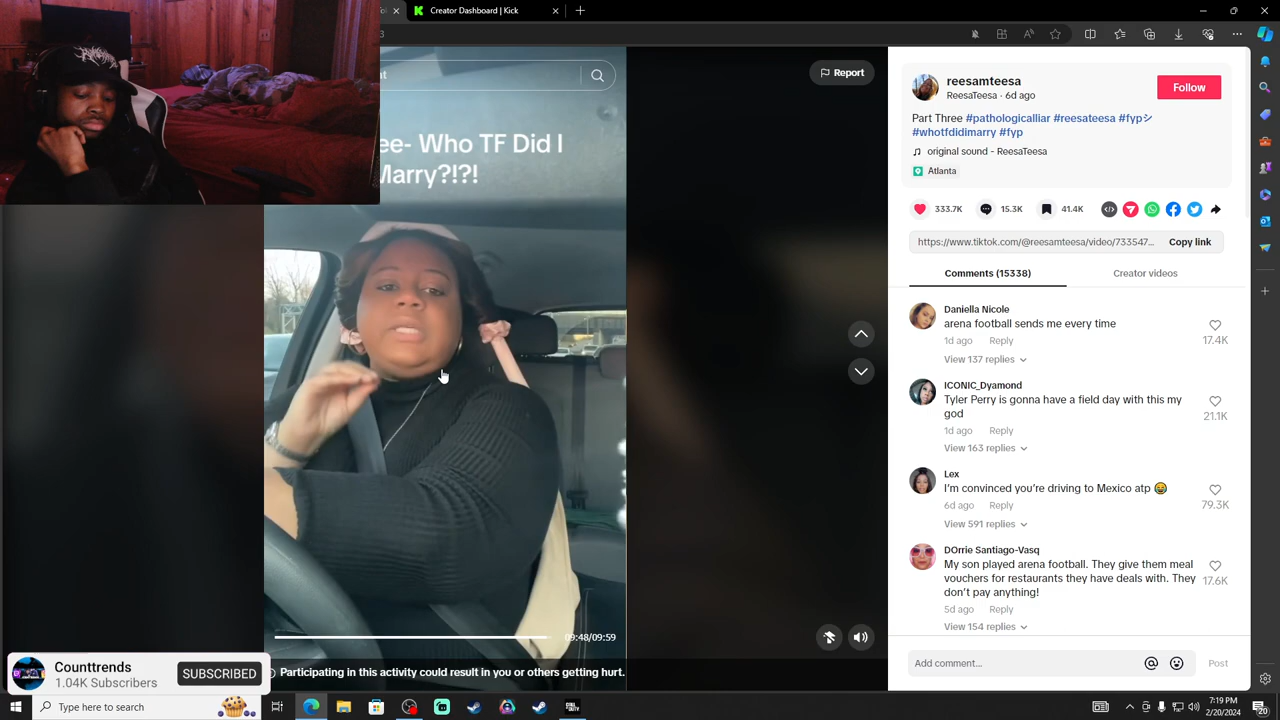 Creator Dashboard | Kick
Report
ee- Who TF Did I
Marry?!?!
09:48/09:59
Participating in this activity could result in you or others getting hurt.
Counttrends
1.04K Subscribers
SUBSCRIBED
reesamteesa
ReesaTeesa · 6d ago
Follow
Part Three #pathologicalliar #reesateesa #fypシ
#whotfdidimarry #fyp
original sound - ReesaTeesa
Atlanta
333.7K
15.3K
41.4K
https://www.tiktok.com/@reesamteesa/video/733547...
Copy link
Comments (15338)
Creator videos
Daniella Nicole
arena football sends me every time
1d ago Reply
17.4K
View 137 replies
ICONIC_Dyamond
Tyler Perry is gonna have a field day with this my
god
21.1K
1d ago Reply
View 163 replies
Lex
I'm convinced you're driving to Mexico atp 😂
79.3K
6d ago Reply
View 591 replies
DOrrie Santiago-Vasq
My son played arena football. They give them meal
vouchers for restaurants they have deals with. They
don't pay anything!
17.6K
5d ago Reply
View 154 replies
Add comment...
Post
Type here to search
7:19 PM
2/20/2024